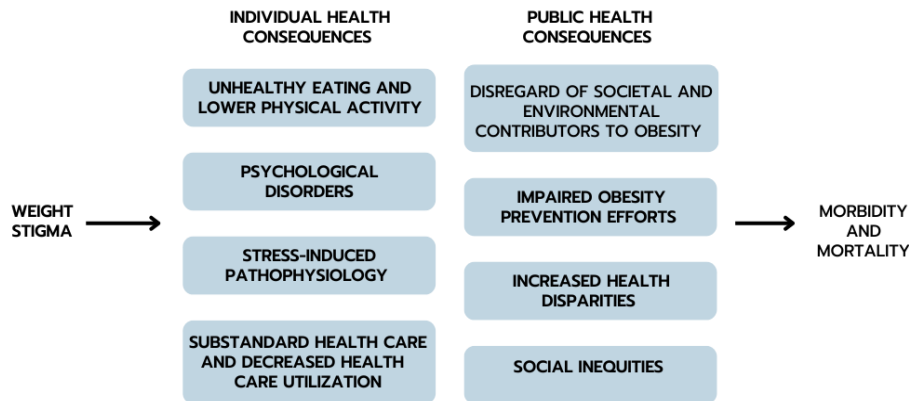 INDIVIDUAL HEALTH
CONSEQUENCES
UNHEALTHY EATING AND
LOWER PHYSICAL ACTIVITY
PSYCHOLOGICAL
DISORDERS
STRESS-INDUCED
PATHOPHYSIOLOGY
SUBSTANDARD HEALTH CARE
AND DECREASED HEALTH
CARE UTILIZATION
PUBLIC HEALTH
CONSEQUENCES
DISREGARD OF SOCIETAL AND
ENVIRONMENTAL
CONTRIBUTORS TO OBESITY
IMPAIRED OBESITY
PREVENTION EFFORTS
INCREASED HEALTH
DISPARITIES
SOCIAL INEQUITIES
WEIGHT
STIGMA
MORBIDITY
AND
MORTALITY